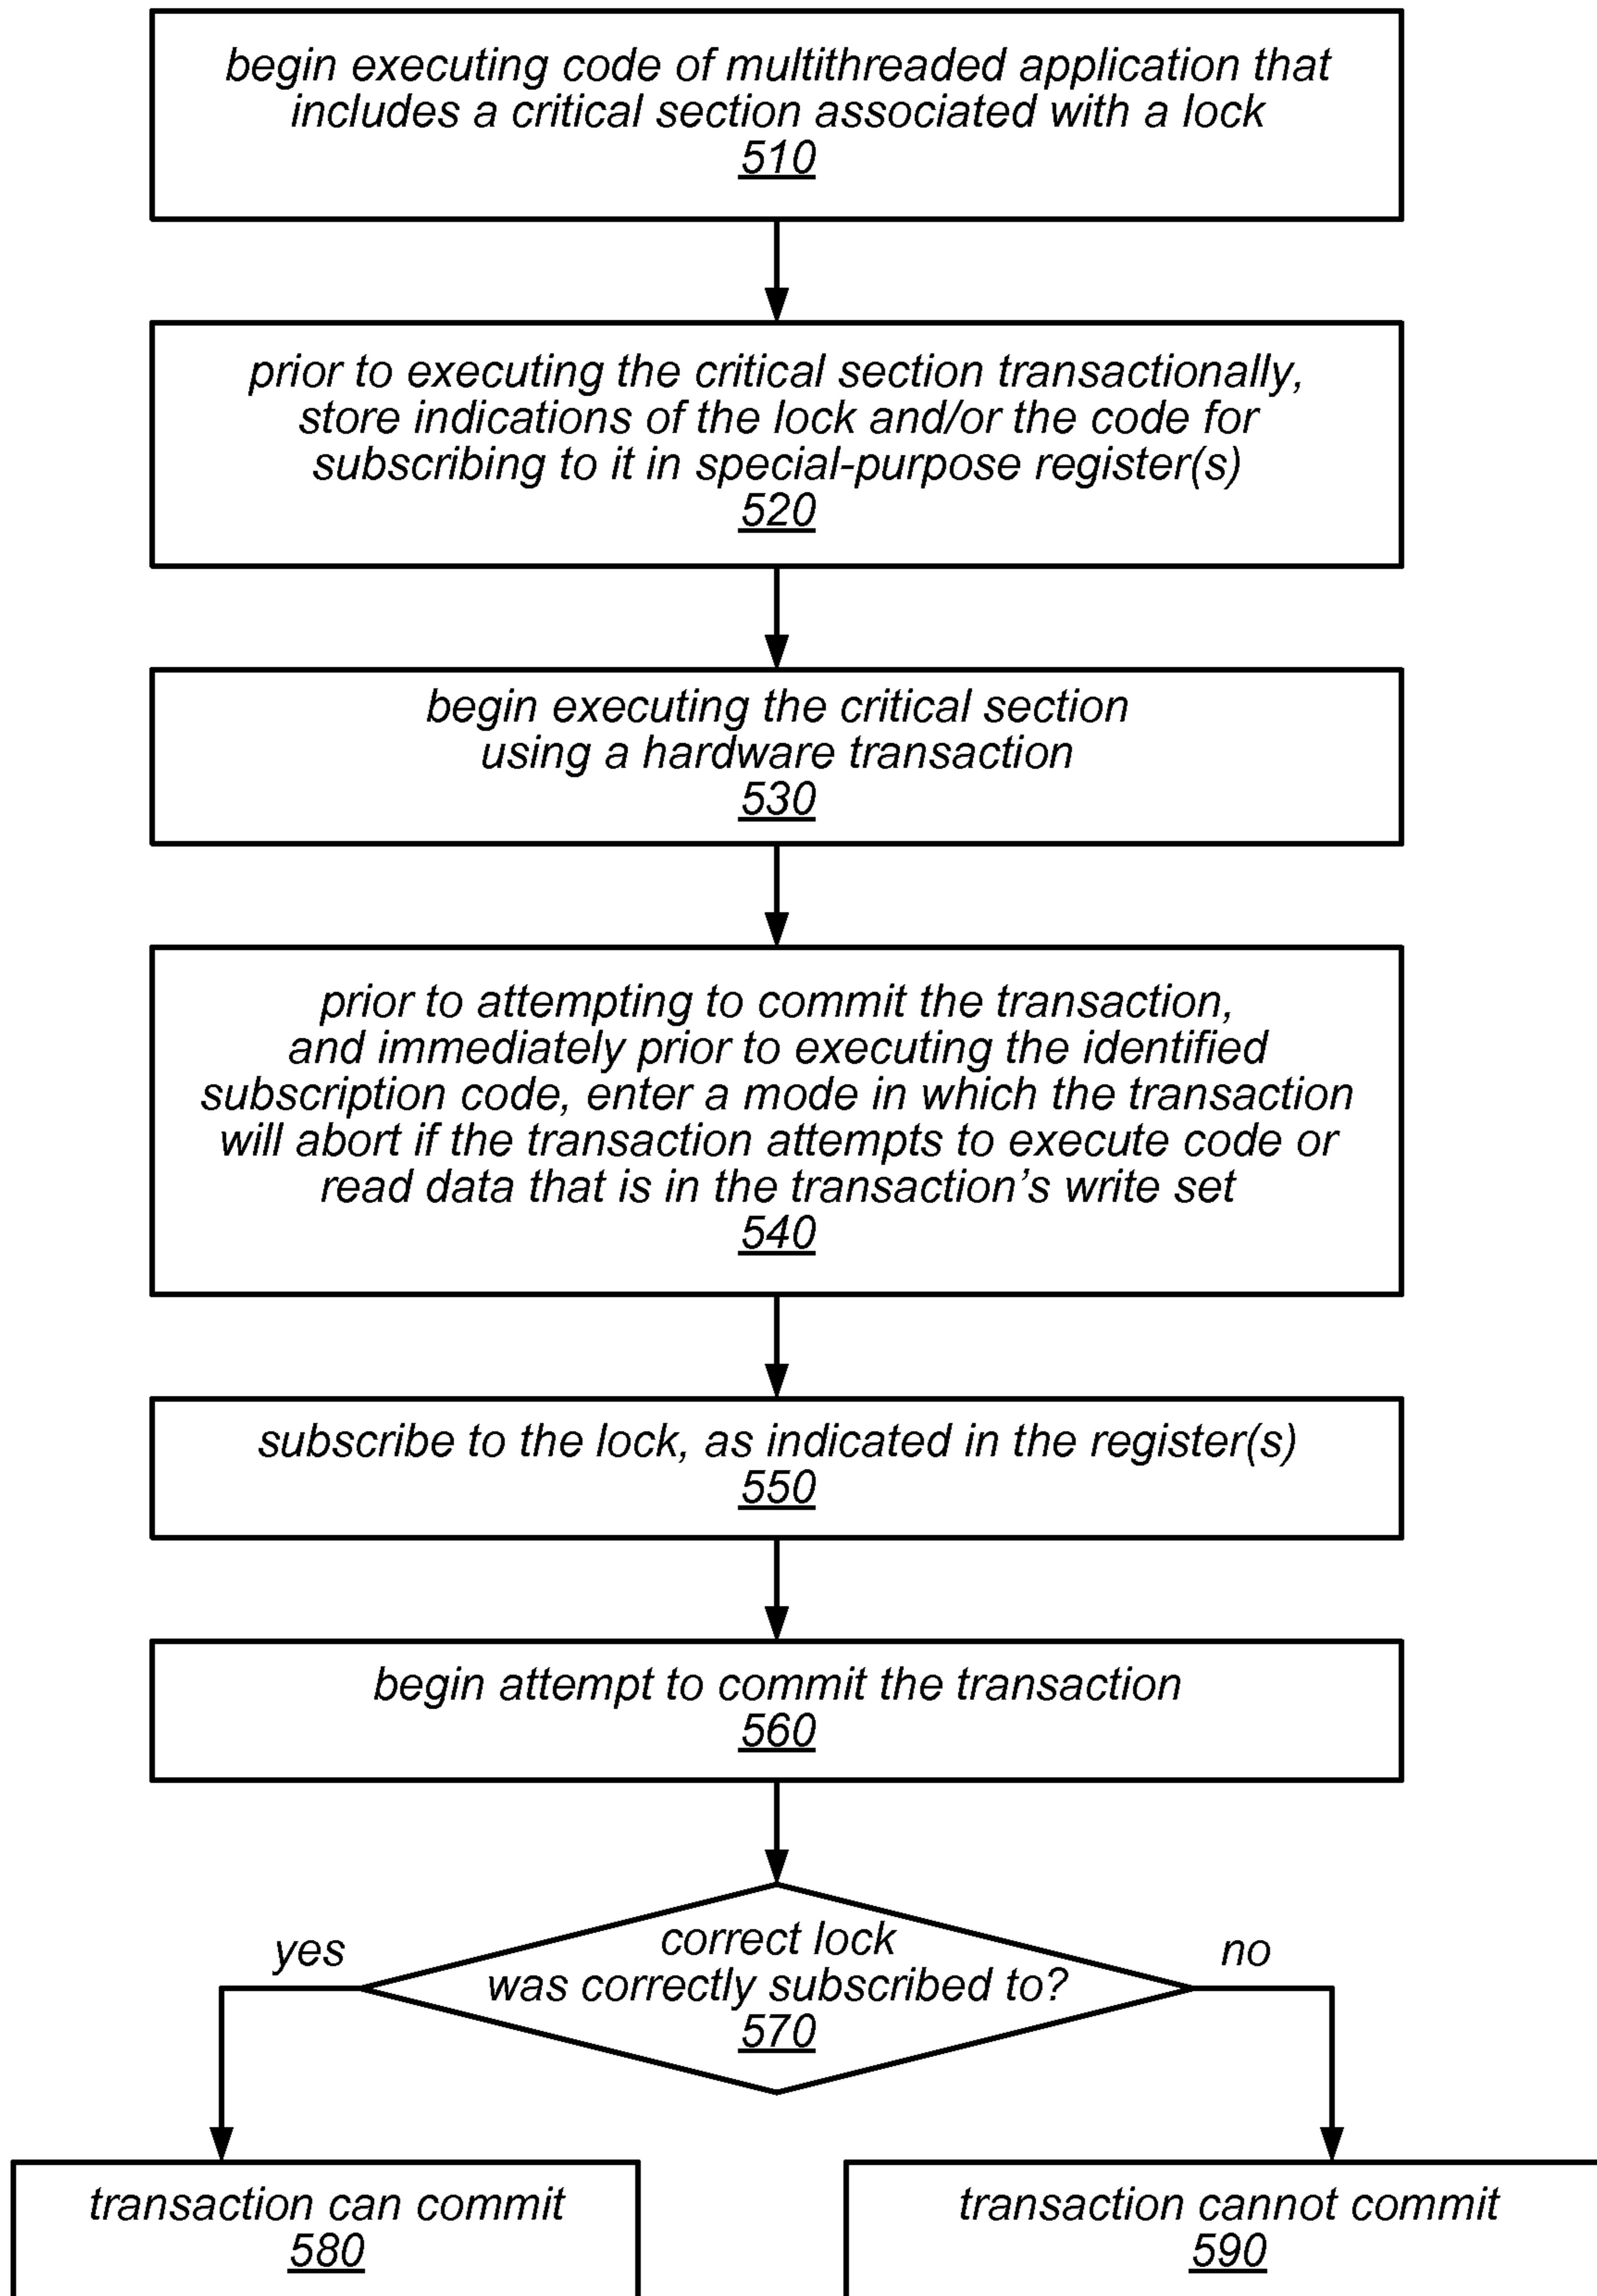 begin executing code of multithreaded application that
includes a critical section associated with a lock
510
prior to executing the critical section transactionally,
store indications of the lock and/or the code for
subscribing to it in special-purpose register(s)
520
begin executing the critical section
using a hardware transaction
530
prior to attempting to commit the transaction,
and immediately prior to executing the identified
subscription code, enter a mode in which the transaction
will abort if the transaction attempts to execute code or
read data that is in the transaction's write set
540
subscribe to the lock, as indicated in the register(s)
550
begin attempt to commit the transaction
560
correct lock
was correctly subscribed to?
570
yes
no
transaction can commit
580
transaction cannot commit
590